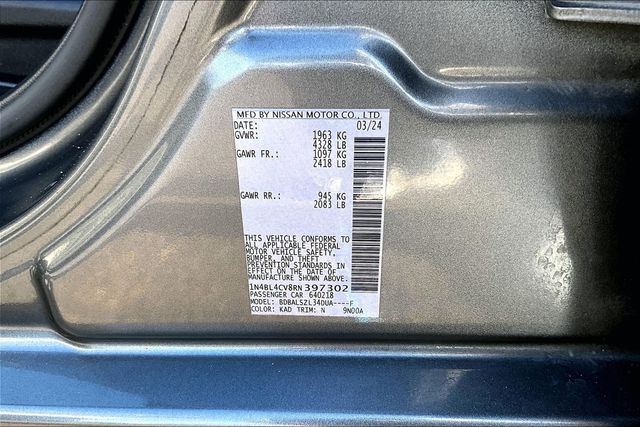 MFD BY NISSAN MOTOR CO., LTD.
DATE: 03/24
GVWR: 1963 KG
4328 LB
GAWR FR.: 1097 KG
2418 LB
GAWR RR.: 945 KG
2083 LB
THIS VEHICLE CONFORMS TO
ALL APPLICABLE FEDERAL
MOTOR VEHICLE SAFETY,
BUMPER, AND THEFT
PREVENTION STANDARDS IN
EFFECT ON THE DATE OF
MANUFACTURE SHOWN ABOVE.
1N4BL4CV8RN397302
PASSENGER CAR 640218
MODEL: BDBALSZL34DUA----F
COLOR: KAD TRIM: N 9N00A